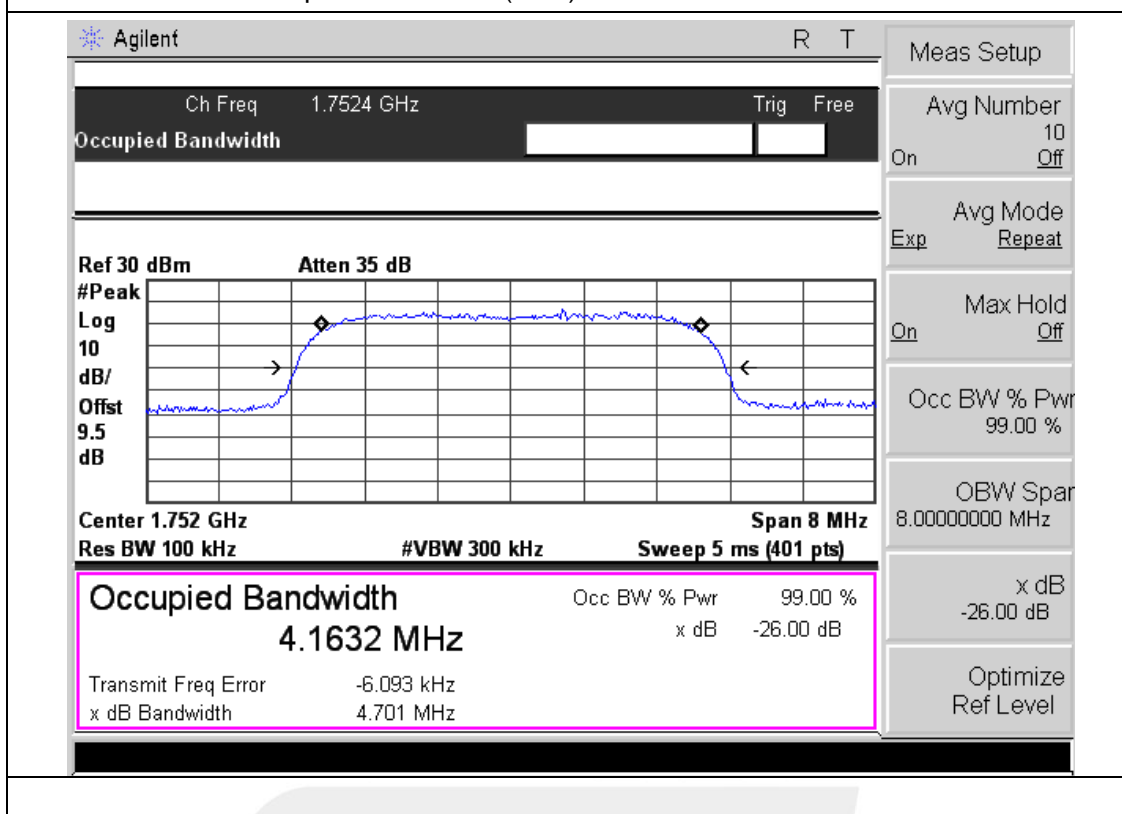 Agilent R T
Meas Setup
Ch Freq 1.7524 GHz Trig Free
Occupied Bandwidth
Avg Number
10
On Off
Avg Mode
Exp Repeat
Max Hold
On Off
Occ BW % Pwr
99.00 %
OBW Span
8.00000000 MHz
x dB
-26.00 dB
Optimize
Ref Level
Ref 30 dBm Atten 35 dB
#Peak
Log
10
dB/
Offst
9.5
dB
Center 1.752 GHz Span 8 MHz
Res BW 100 kHz #VBW 300 kHz Sweep 5 ms (401 pts)
Occupied Bandwidth
4.1632 MHz
Occ BW % Pwr 99.00 %
x dB -26.00 dB
Transmit Freq Error -6.093 kHz
x dB Bandwidth 4.701 MHz